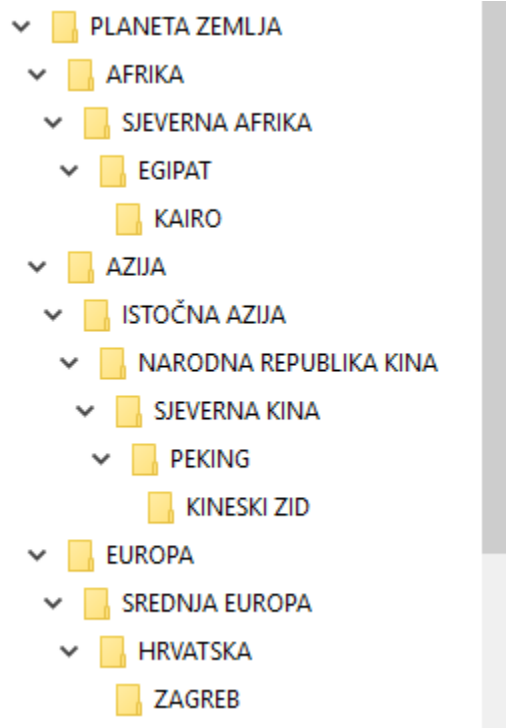 PLANETA ZEMLJA
AFRIKA
SJEVERNA AFRIKA
EGIPAT
KAIRO
AZIJA
ISTOČNA AZIJA
NARODNA REPUBLIKA KINA
SJEVERNA KINA
PEKING
KINESKI ZID
EUROPA
SREDNJA EUROPA
HRVATSKA
ZAGREB